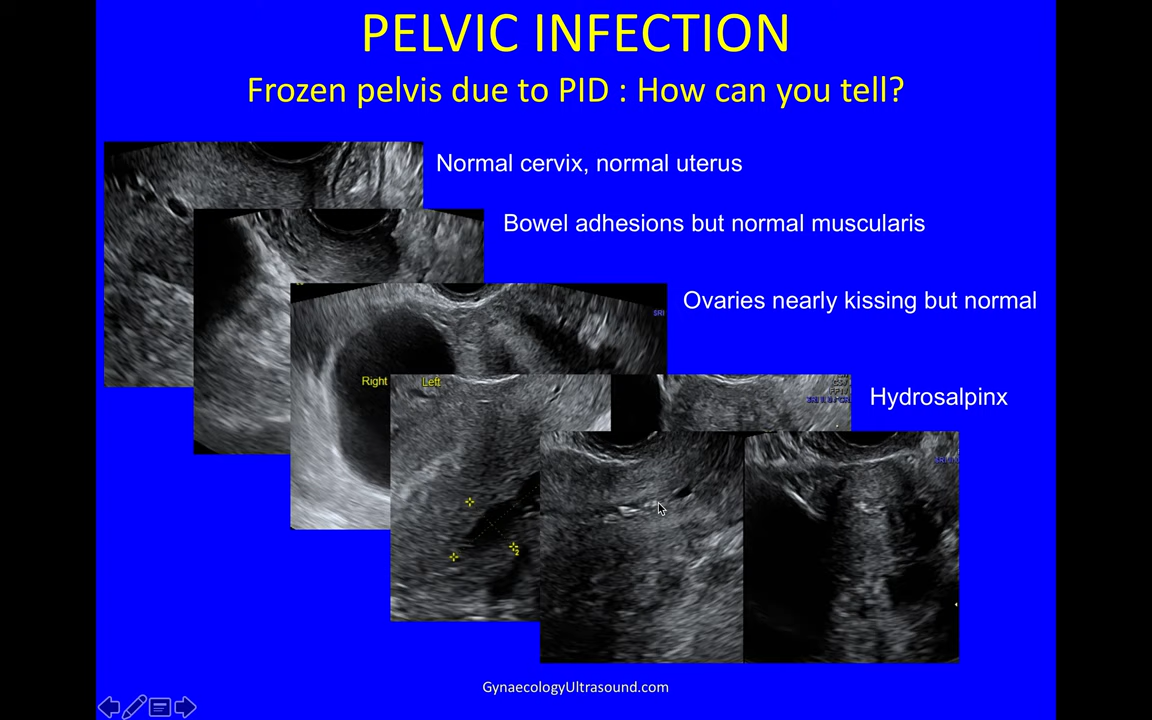 PELVIC INFECTION
Frozen pelvis due to PID : How can you tell?
Normal cervix, normal uterus
Bowel adhesions but normal muscularis
Ovaries nearly kissing but normal
SRI
Right
Left
Hydrosalpinx
GynaecologyUltrasound.com